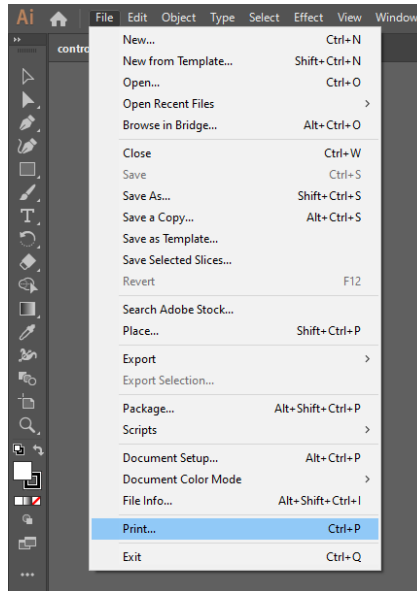 Ai File Edit Object Type Select Effect View Window
contro
New... Ctrl+N
New from Template... Shift+Ctrl+N
Open... Ctrl+O
Open Recent Files >
Browse in Bridge... Alt+Ctrl+O
Close Ctrl+W
Save Ctrl+S
Save As... Shift+Ctrl+S
Save a Copy... Alt+Ctrl+S
Save as Template...
Save Selected Slices...
Revert F12
Search Adobe Stock...
Place... Shift+Ctrl+P
Export >
Export Selection...
Package... Alt+Shift+Ctrl+P
Scripts >
Document Setup... Alt+Ctrl+P
Document Color Mode >
File Info... Alt+Shift+Ctrl+I
Print... Ctrl+P
Exit Ctrl+Q